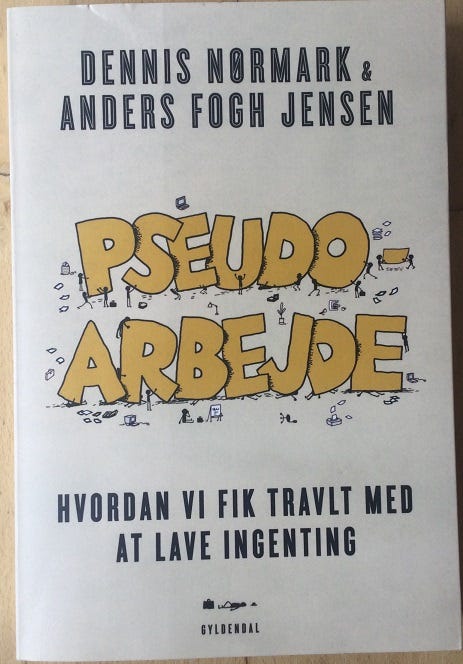 DENNIS NØRMARK &
ANDERS FOGH JENSEN
PSEUDO
ARBEJDE
HVORDAN VI FIK TRAVLT MED
AT LAVE INGENTING
GYLDENDAL